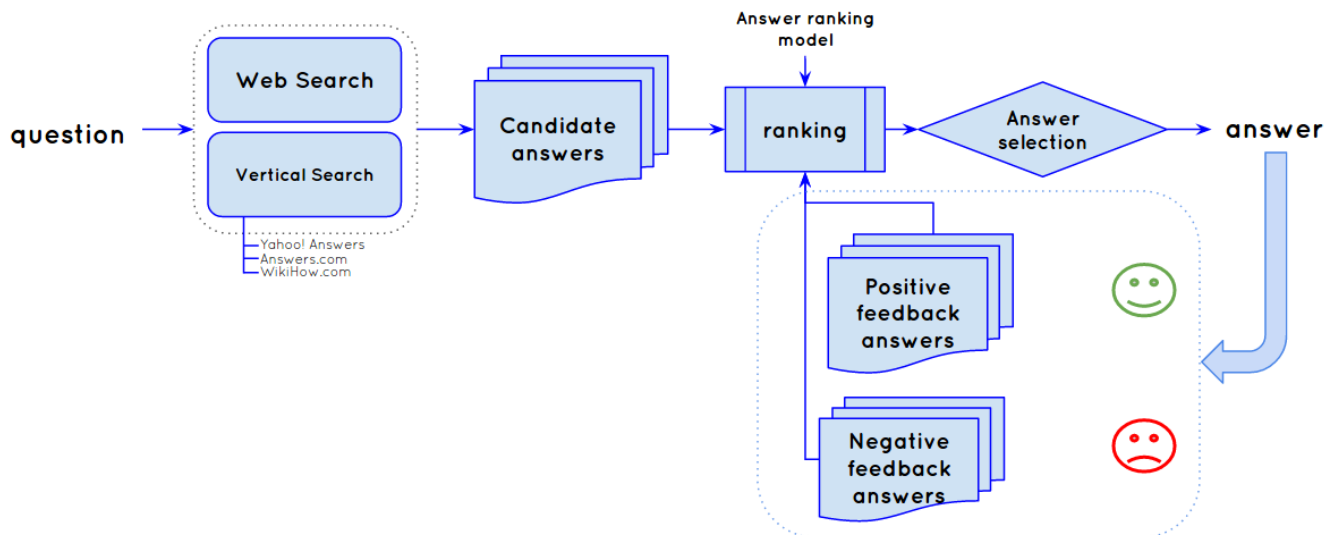 question
Web Search
Vertical Search
Yahoo! Answers
Answers.com
WikiHow.com
Candidate
answers
Answer ranking
model
ranking
Answer
selection
answer
Positive
feedback
answers
Negative
feedback
answers